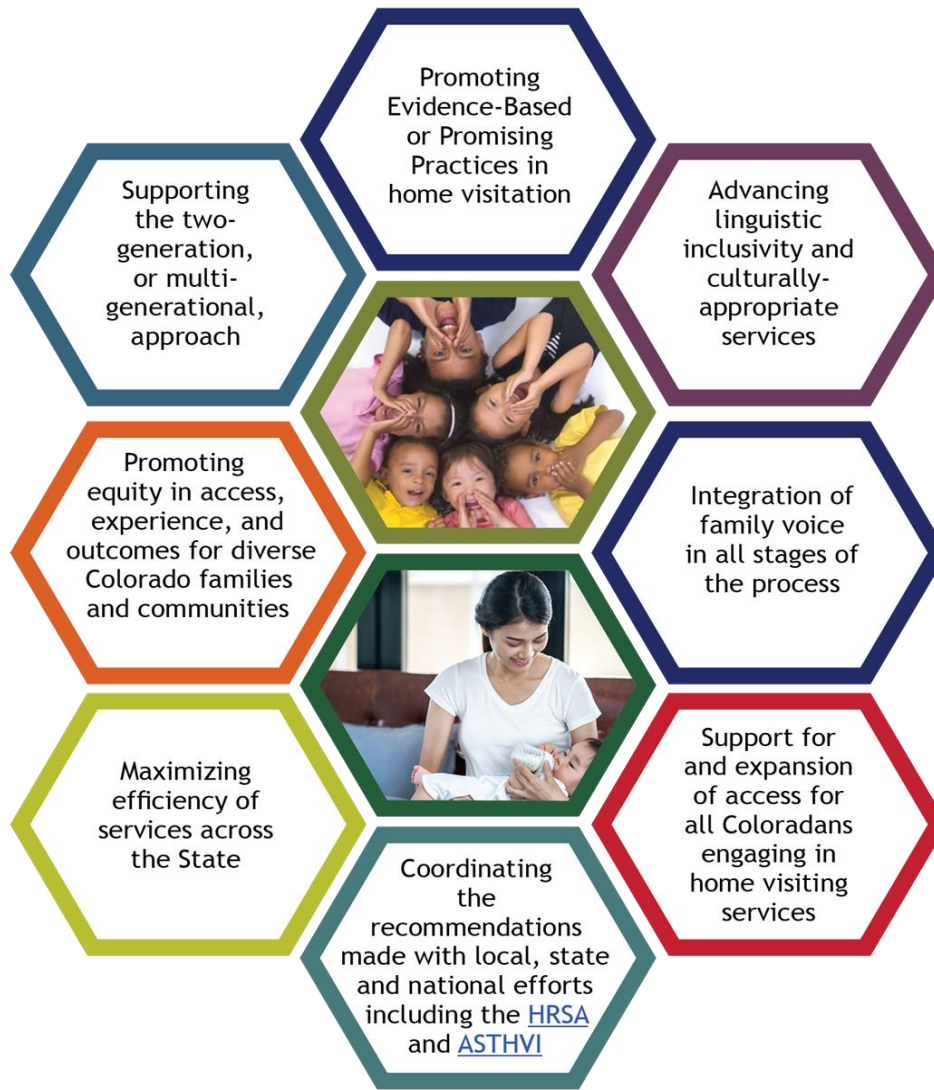 Promoting
Evidence-Based
or Promising
Practices in
home visitation
Supporting
the two-
generation,
or multi-
generational,
approach
Advancing
linguistic
inclusivity and
culturally-
appropriate
services
Promoting
equity in access,
experience, and
outcomes for diverse
Colorado families
and communities
Integration of
family voice
in all stages of
the process
Maximizing
efficiency of
services across
the State
Support for
and expansion
of access for
all Coloradans
engaging in
home visiting
services
Coordinating
the
recommendations
made with local, state
and national efforts
including the HRSA
and ASTHVI